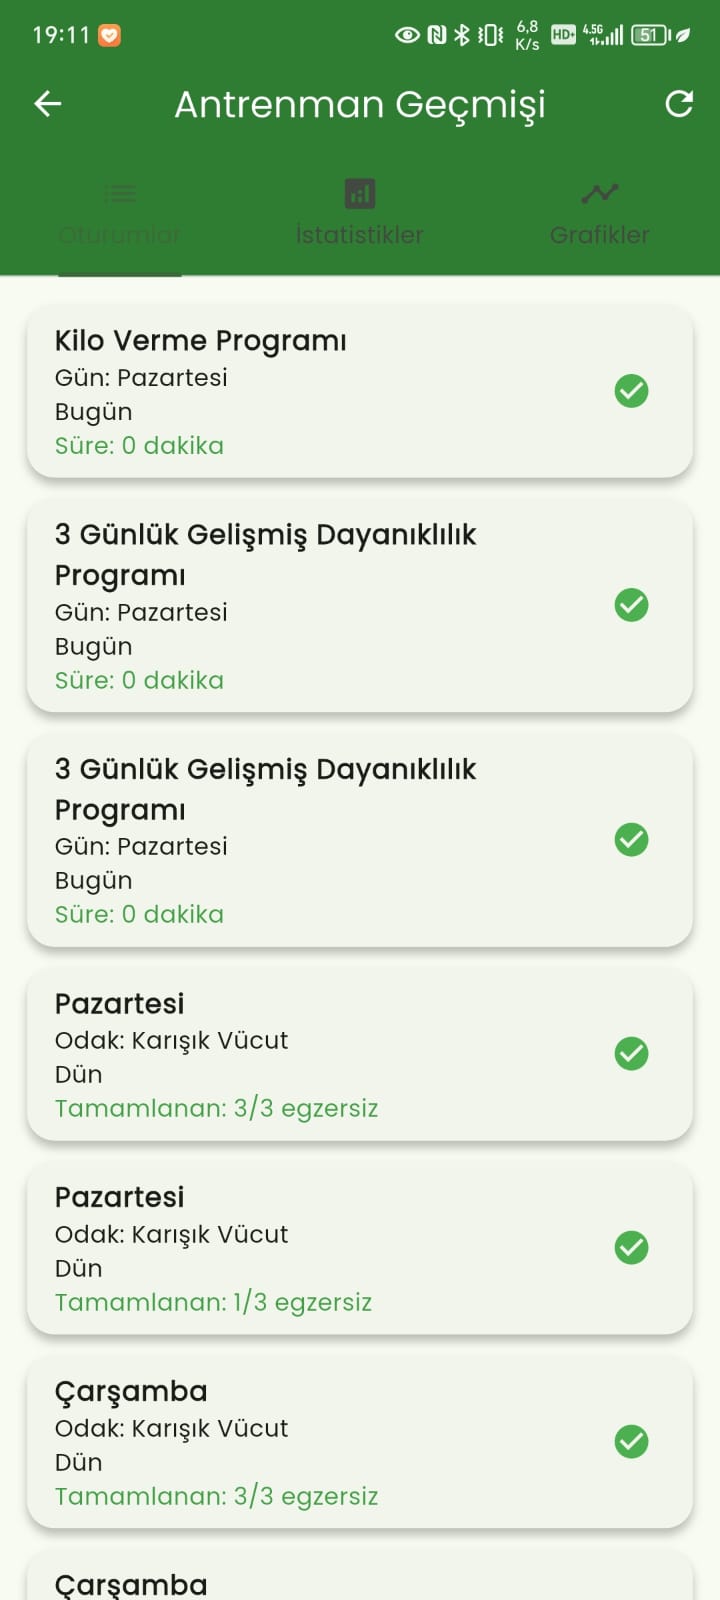 19:11
6,8
K/s
HD+
4.5G
51
Antrenman Geçmişi
Oturumlar
İstatistikler
Grafikler
Kilo Verme Programı
Gün: Pazartesi
Bugün
Süre: 0 dakika
3 Günlük Gelişmiş Dayanıklılık
Programı
Gün: Pazartesi
Bugün
Süre: 0 dakika
3 Günlük Gelişmiş Dayanıklılık
Programı
Gün: Pazartesi
Bugün
Süre: 0 dakika
Pazartesi
Odak: Karışık Vücut
Dün
Tamamlanan: 3/3 egzersiz
Pazartesi
Odak: Karışık Vücut
Dün
Tamamlanan: 1/3 egzersiz
Çarşamba
Odak: Karışık Vücut
Dün
Tamamlanan: 3/3 egzersiz
Çarşamba